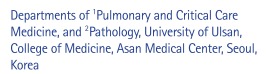 Departments of ¹Pulmonary and Critical Care
Medicine, and ²Pathology, University of Ulsan,
College of Medicine, Asan Medical Center, Seoul,
Korea